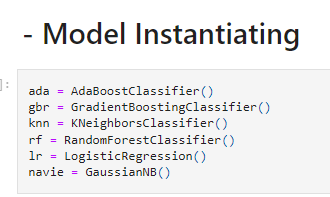 - Model Instantiating
]:
ada = AdaBoostClassifier()
gbr = GradientBoostingClassifier()
knn = KNeighborsClassifier()
rf = RandomForestClassifier()
lr = LogisticRegression()
navie = GaussianNB()